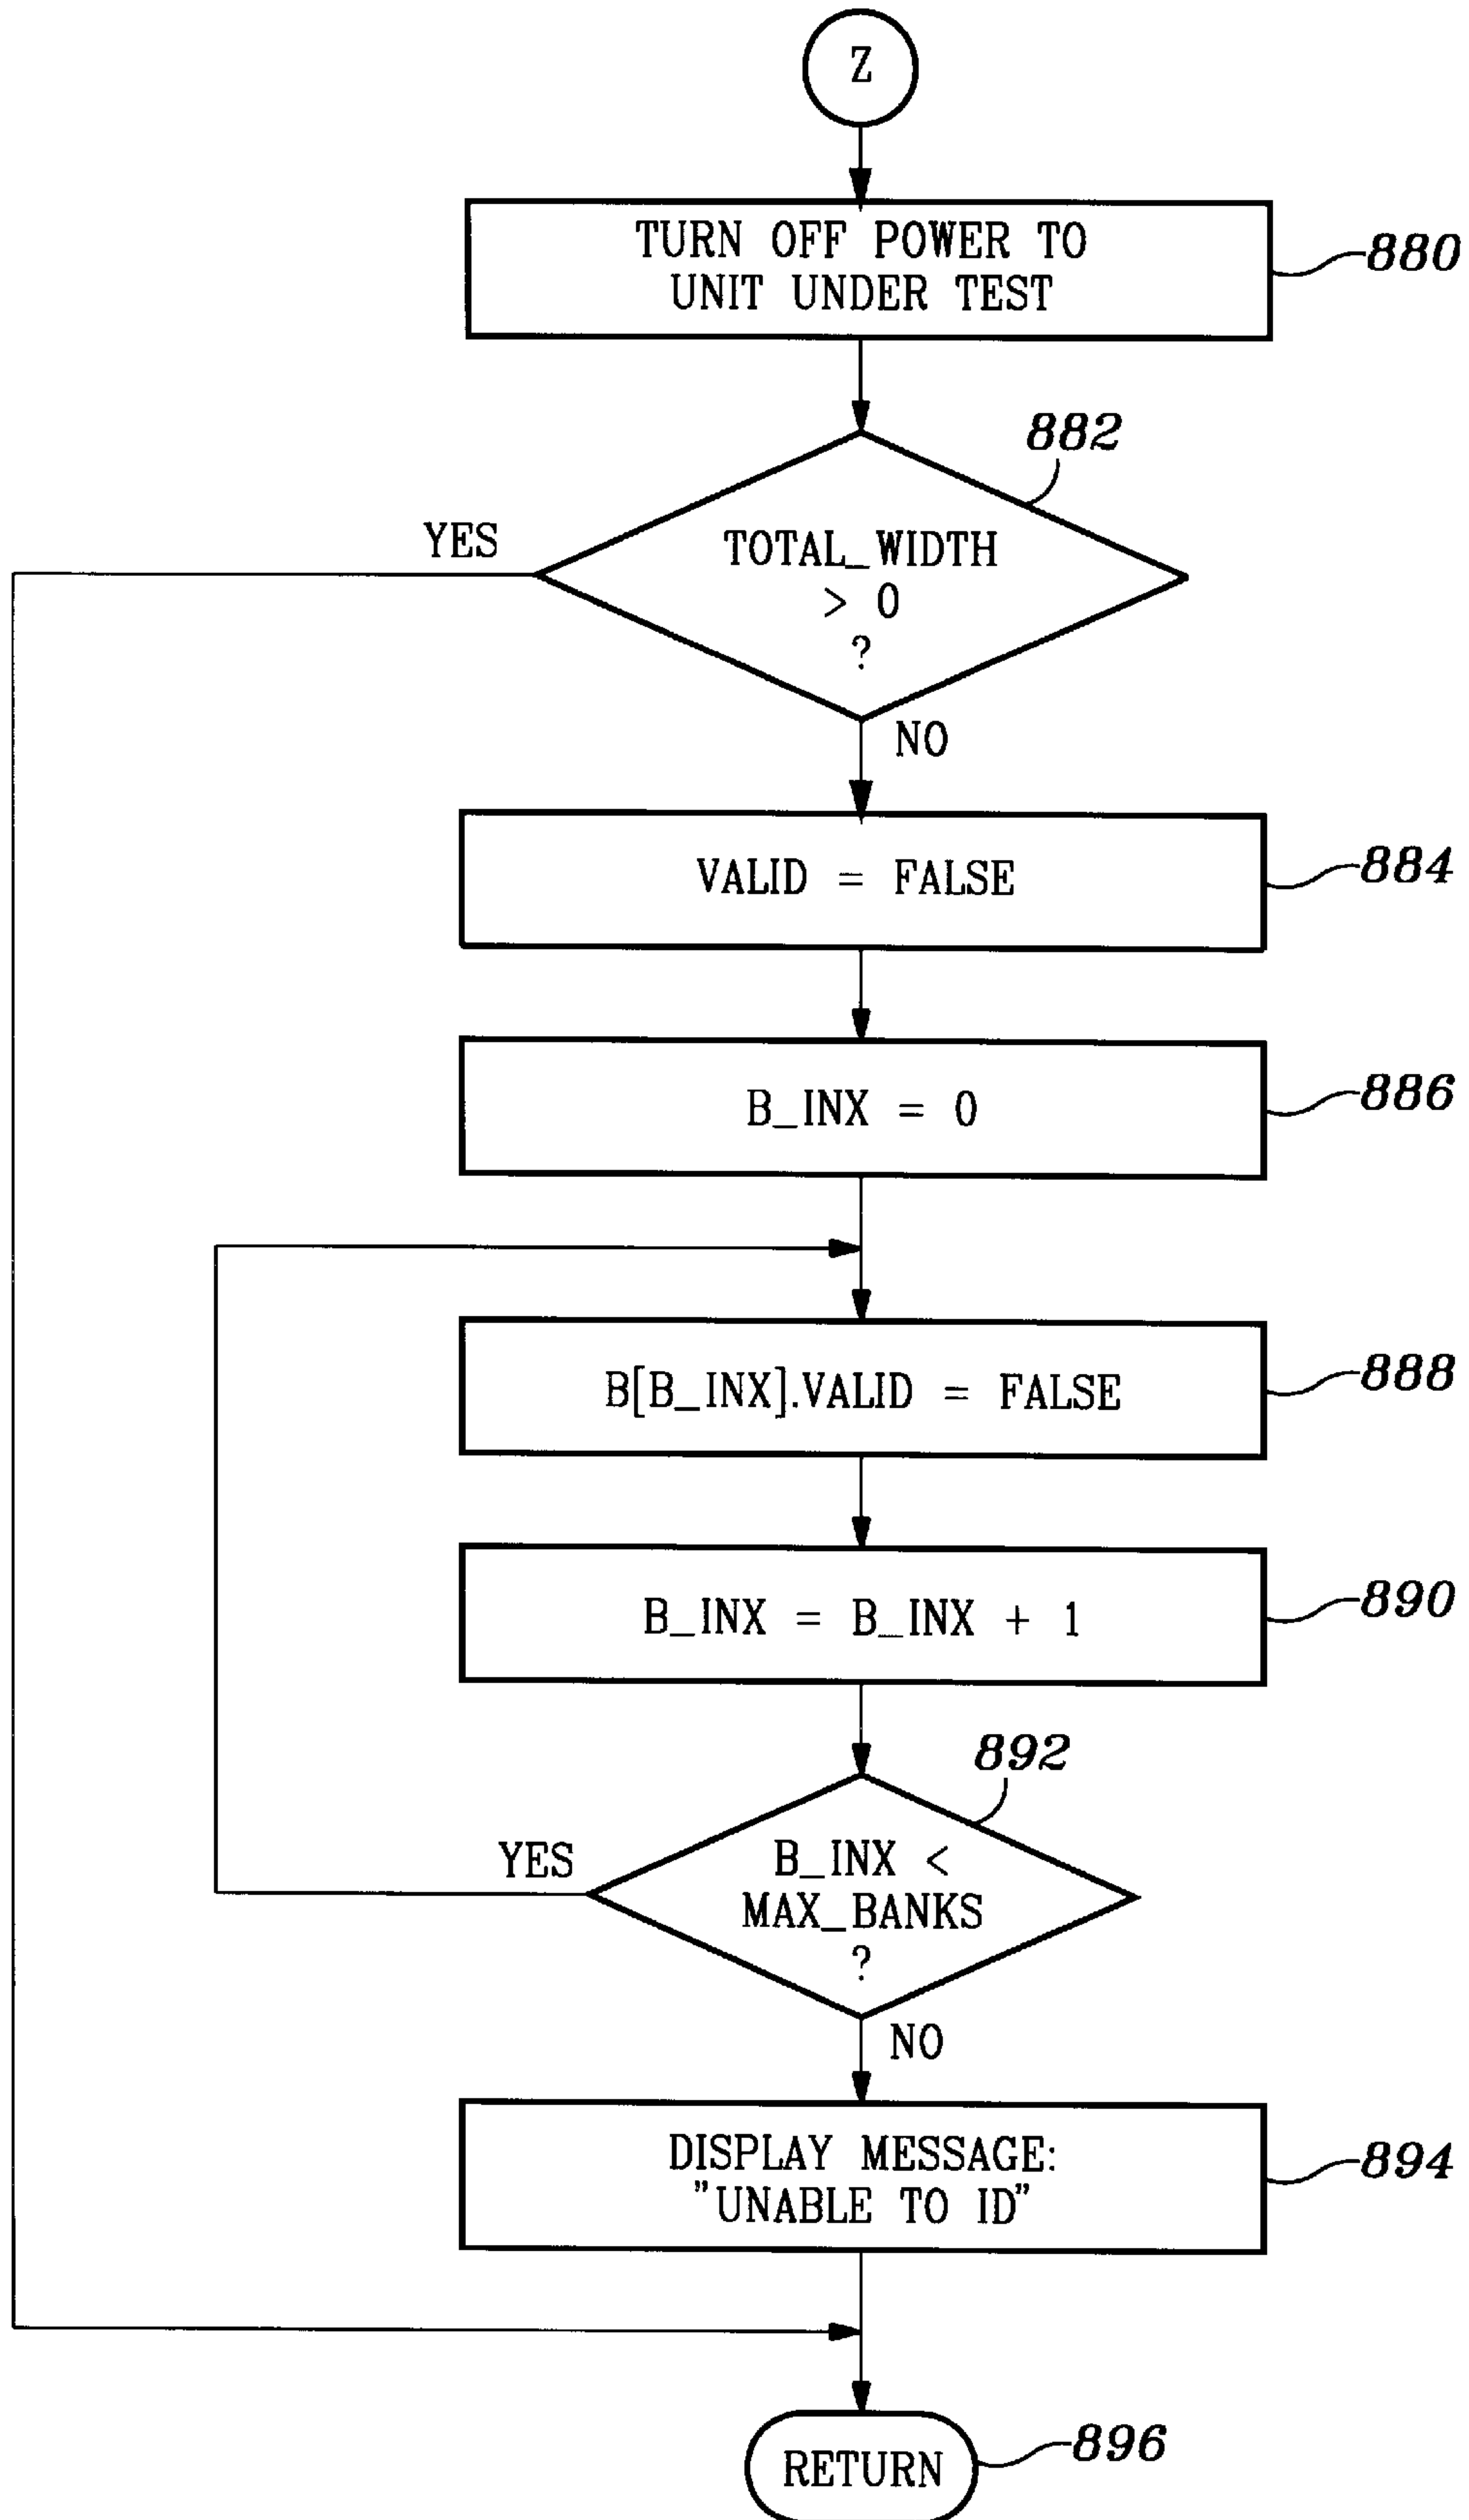 Z
TURN OFF POWER TO
UNIT UNDER TEST
880
882
YES
TOTAL_WIDTH
> 0
?
NO
VALID = FALSE
884
B_INX = 0
886
B[B_INX].VALID = FALSE
888
B_INX = B_INX + 1
890
892
YES
B_INX <
MAX_BANKS
?
NO
DISPLAY MESSAGE:
"UNABLE TO ID"
894
RETURN
896